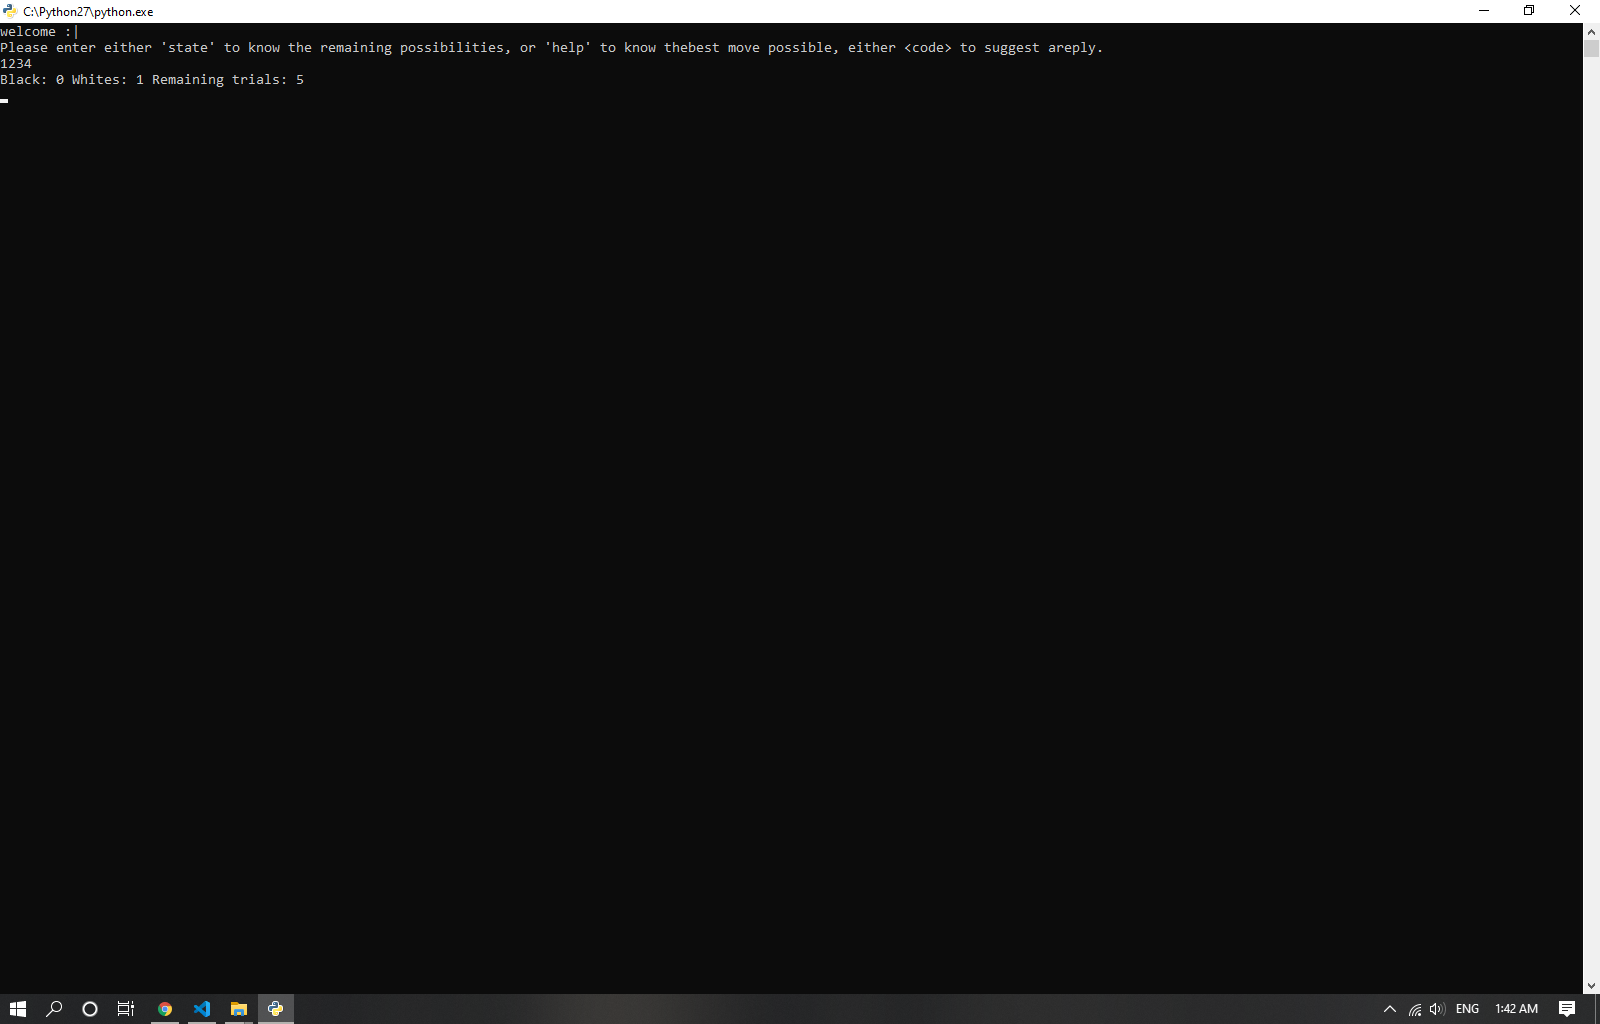 C:\Python27\python.exe
welcome :|
Please enter either 'state' to know the remaining possibilities, or 'help' to know thebest move possible, either <code> to suggest areply.
1234
Black: 0 Whites: 1 Remaining trials: 5
ENG
1:42 AM